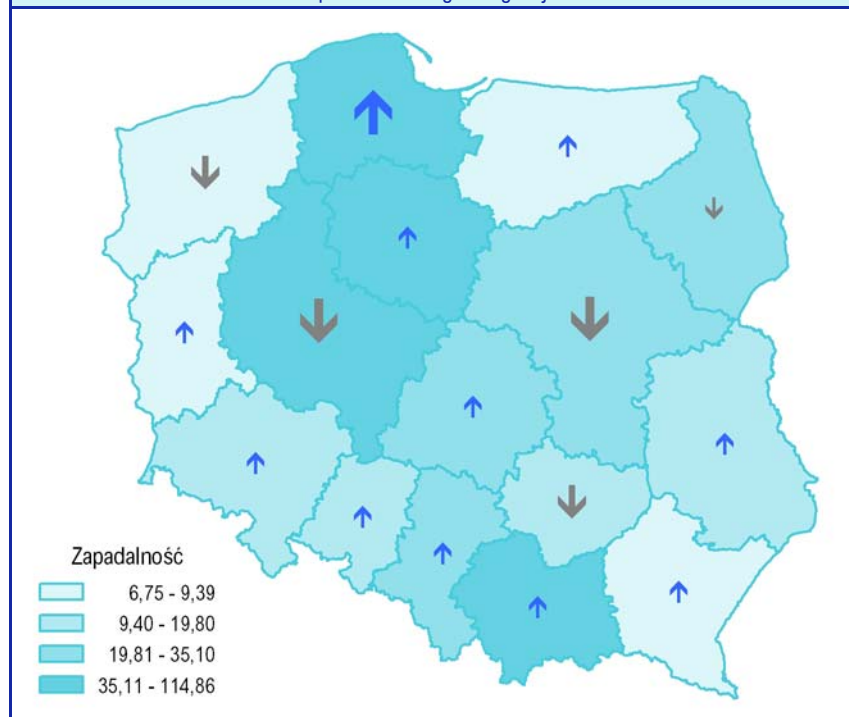 Zapadalność
6,75 - 9,39
9,40 - 19,80
19,81 - 35,10
35,11 - 114,86